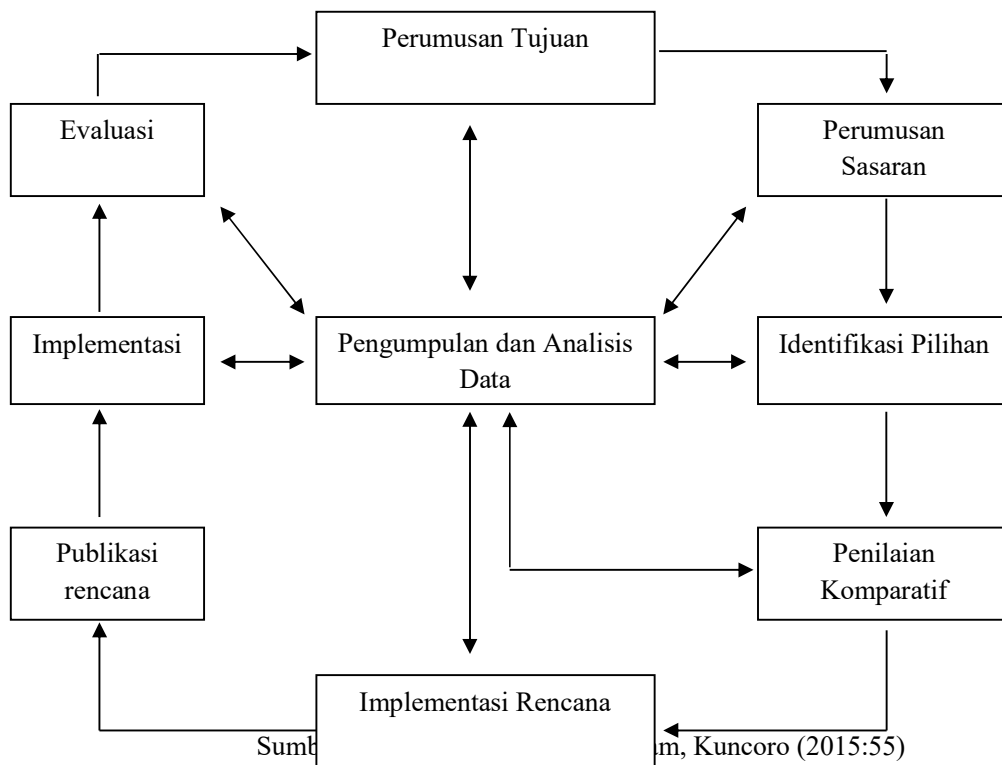 Perumusan Tujuan
Evaluasi
Perumusan
Sasaran
Implementasi
Pengumpulan dan Analisis
Data
Identifikasi Pilihan
Publikasi
rencana
Penilaian
Komparatif
Implementasi Rencana
Kuncoro (2015:55)